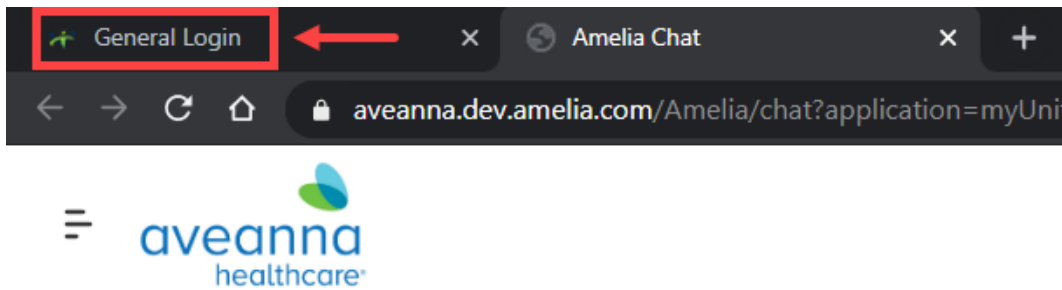 General Login
Amelia Chat
aveanna.dev.amelia.com/Amelia/chat?application=myUni
aveanna
healthcare